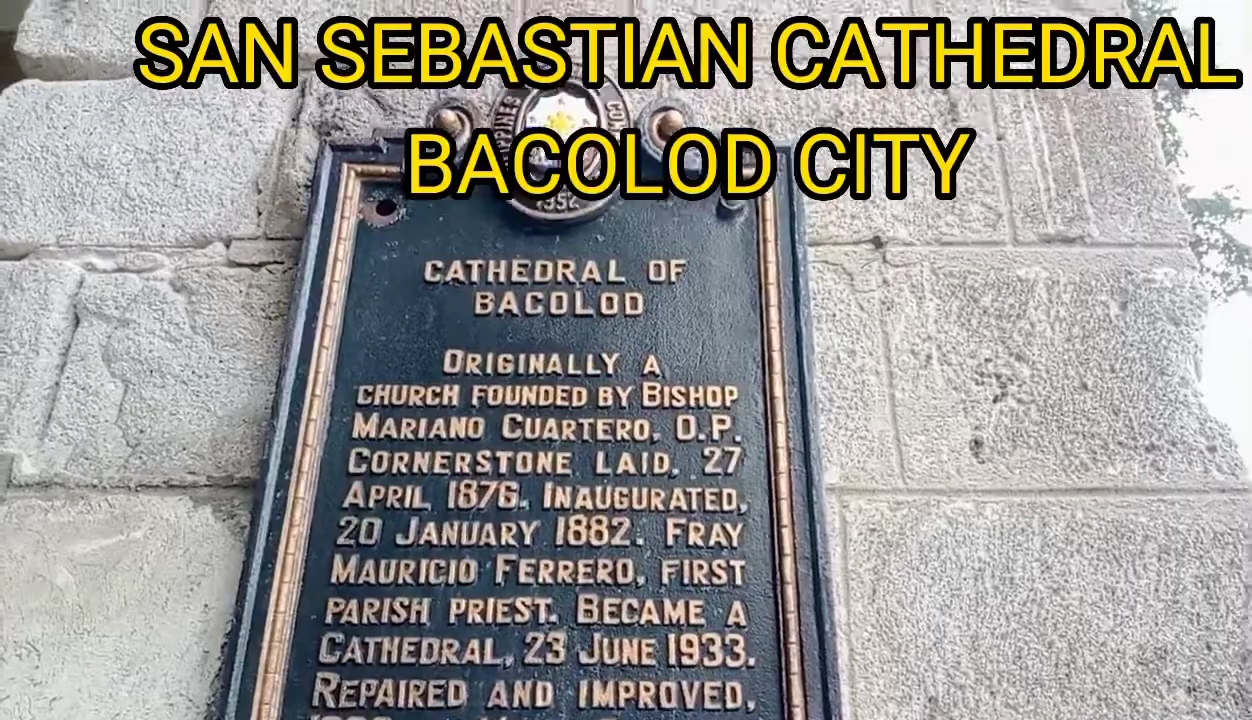 SAN SEBASTIAN CATHEDRAL
BACOLOD CITY
1952
CATHEDRAL OF
BACOLOD
ORIGINALLY A
CHURCH FOUNDED BY BISHOP
MARIANO CUARTERO, O.P.
CORNERSTONE LAID, 27
APRIL 1876. INAUGURATED,
20 JANUARY 1882. FRAY
MAURICIO FERRERO, FIRST
PARISH PRIEST. BECAME A
CATHEDRAL, 23 JUNE 1933.
REPAIRED AND IMPROVED,